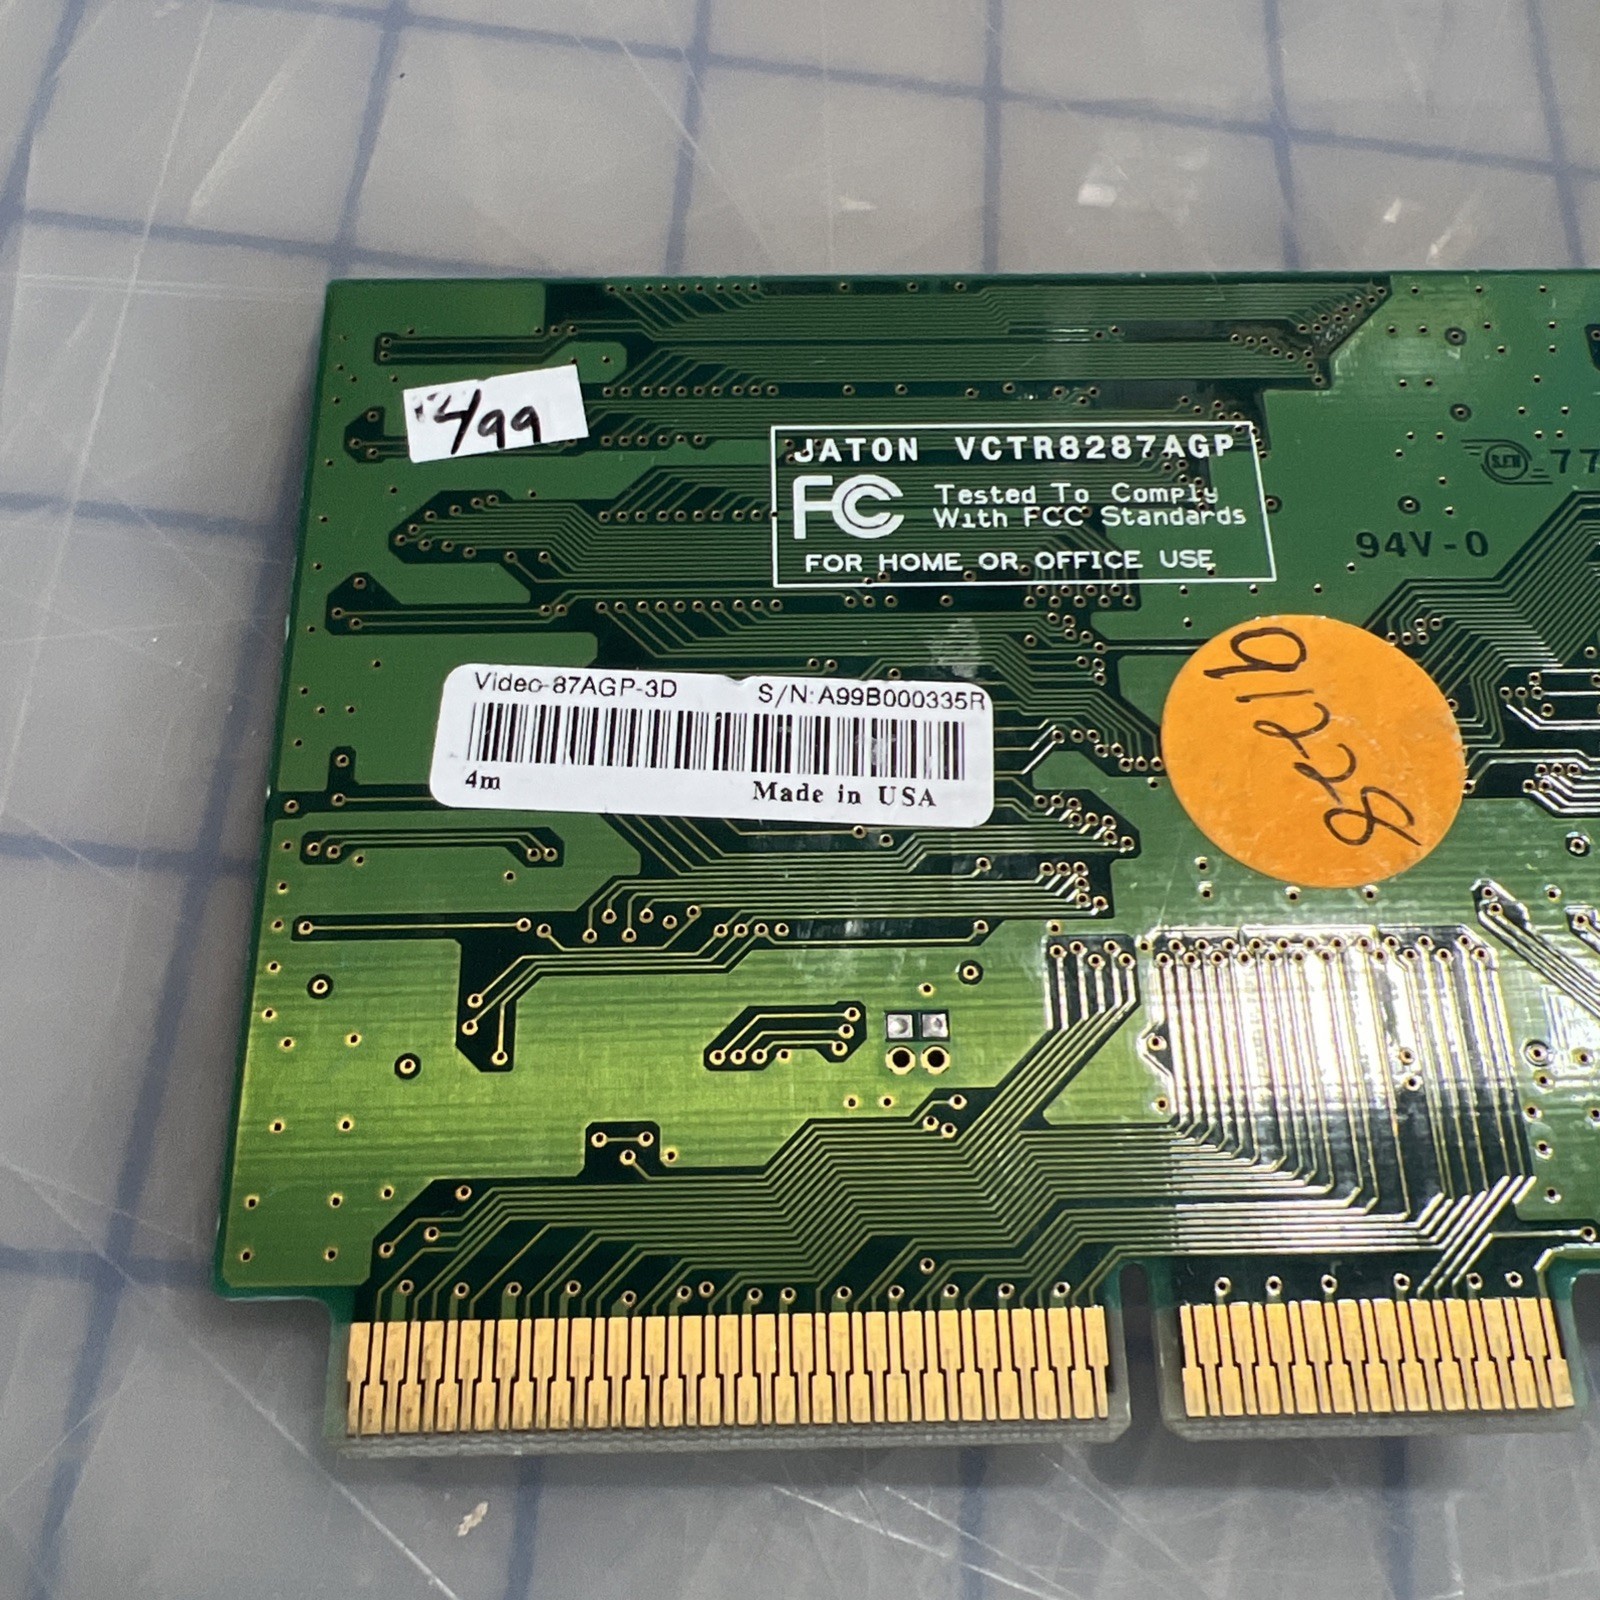 4/99
JATON VCTR8287AGP
FC Tested To Comply
With FCC Standards
FOR HOME OR OFFICE USE
94V-0
77
Video-87AGP-3D S/N:A99B000335R
4m Made in USA